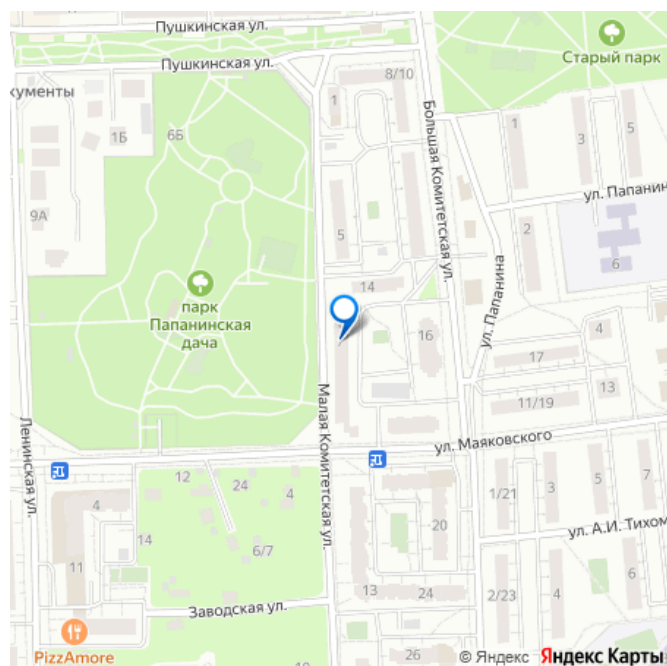 Пушкинская ул.
Пушкинская ул.
8/10
Старый парк
кументы
1
1Б
6Б
Большая Комитетская ул.
1
3
5
ул. Папанин
9А
5
2
6
14
ул. Папанина
парк
Папанинская
дача
16
4
17
13
11/19
Малая Комитетская ул.
Ленинская ул.
ул. Маяковского
12
24
4
4
14
1/21
3
5
7
20
ул. А.И. Тихом
6/7
11
13
24
2/23
4
6
Заводская ул.
PizzAmore
26
© Яндекс Яндекс Карты